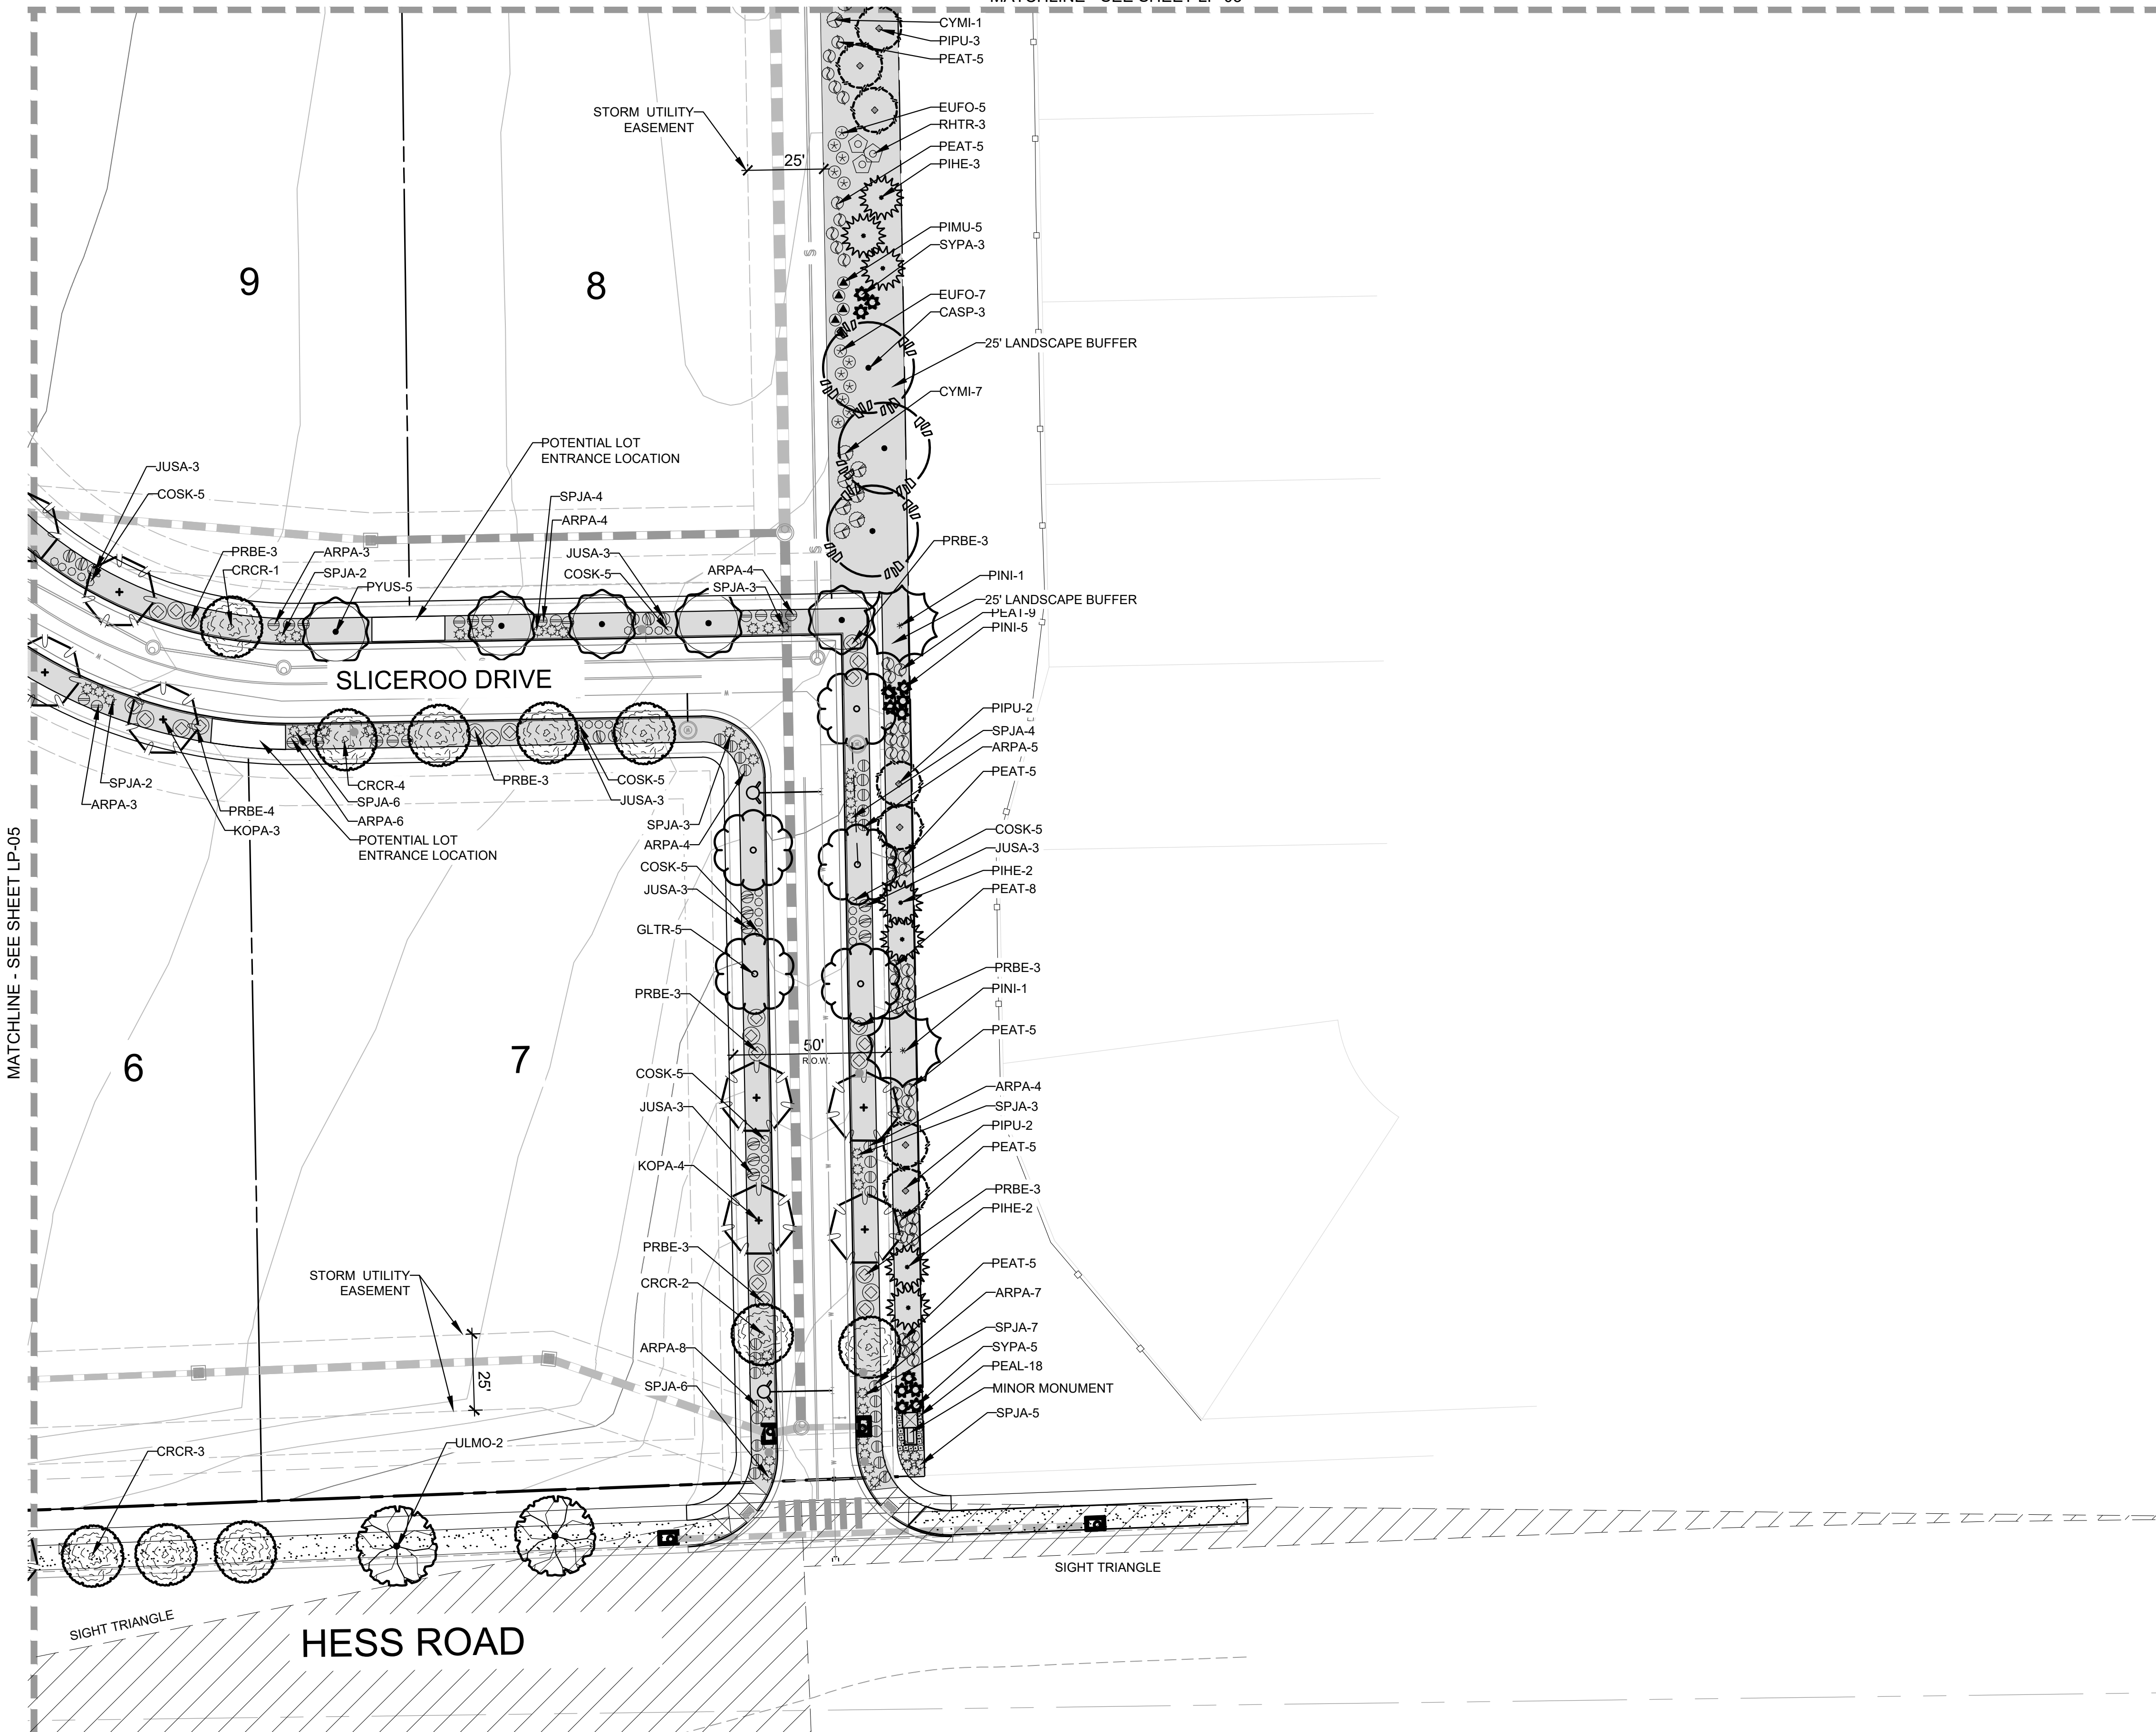 CYMI-1
PIPU-3
PEAT-5
STORM UTILITY
EASEMENT
25'
EUFO-5
RHTR-3
PEAT-5
PIHE-3
PIMU-5
SYPA-3
9
8
S
EUFO-7
CASP-3
25' LANDSCAPE BUFFER
CYMI-7
POTENTIAL LOT
ENTRANCE LOCATION
JUSA-3
COSK-5
SPJA-4
ARPA-4
PRBE-3
CRCR-1
ARPA-3
SPJA-2
PYUS-5
JUSA-3
COSK-5
ARPA-4
SPJA-3
S
PRBE-3
PINI-1
25' LANDSCAPE BUFFER
PEAT-9
PINI-5
SLICEROO DRIVE
PIPU-2
SPJA-4
ARPA-5
PEAT-5
SPJA-2
ARPA-3
PRBE-4
KOPA-3
CRCR-4
SPJA-6
ARPA-6
POTENTIAL LOT
ENTRANCE LOCATION
PRBE-3
COSK-5
JUSA-3
SPJA-3
ARPA-4
COSK-5
JUSA-3
GLTR-5
PRBE-3
COSK-5
JUSA-3
PIHE-2
PEAT-8
PRBE-3
PINI-1
PEAT-5
MATCHLINE - SEE SHEET LP-05
6
7
50'
R.O.W.
COSK-5
JUSA-3
KOPA-4
ARPA-4
SPJA-3
PIPU-2
PEAT-5
PRBE-3
PIHE-2
PRBE-3
CRCR-2
STORM UTILITY
EASEMENT
25'
PEAT-5
ARPA-7
SPJA-7
SYPA-5
PEAL-18
MINOR MONUMENT
SPJA-5
ARPA-8
SPJA-6
CRCR-3
ULMO-2
SIGHT TRIANGLE
SIGHT TRIANGLE
HESS ROAD